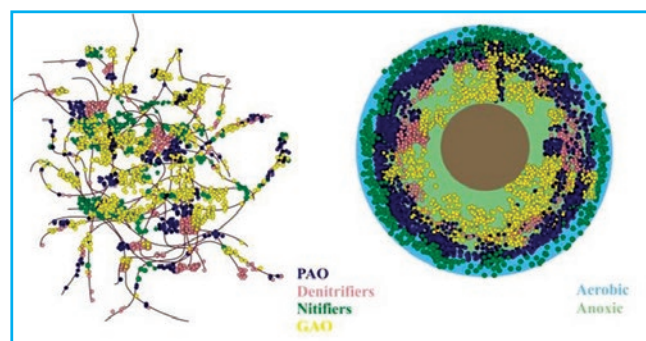 PAO
Denitrifiers
Nitifiers
GAO
Aerobic
Anoxic